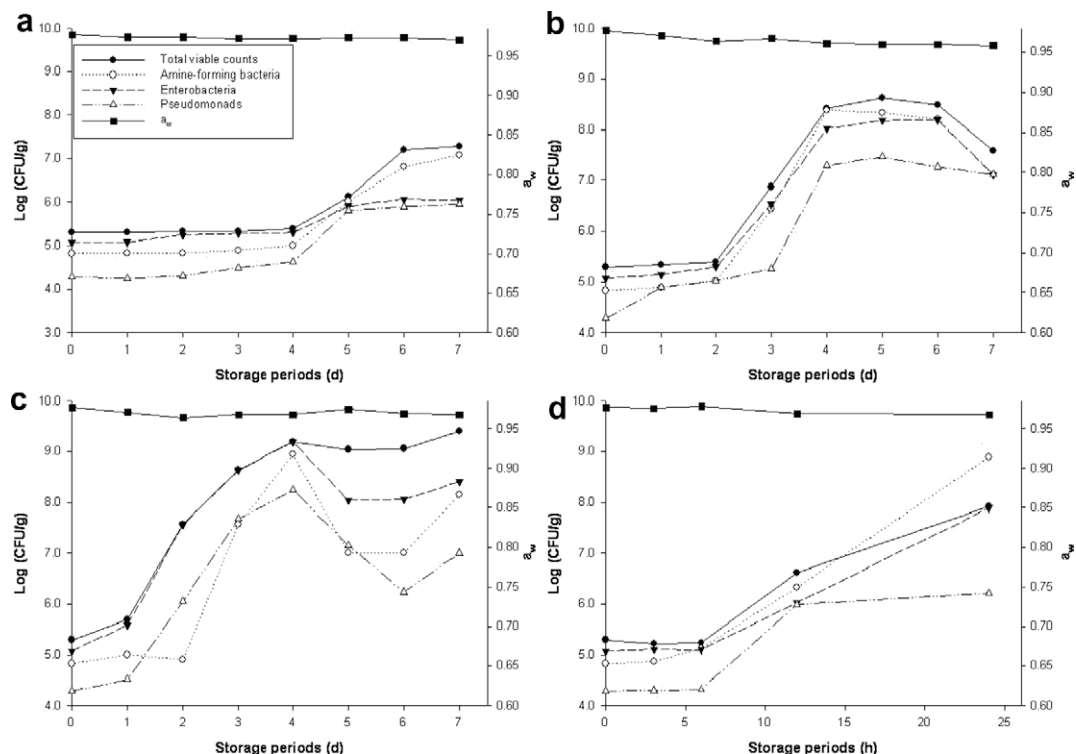 a
10.0
9.0
8.0
7.0
6.0
5.0
4.0
3.0
Log (CFU/g)
Total viable counts
Amine-forming bacteria
Enterobacteria
Pseudomonads
aw
0.95
0.90
0.85
0.80
0.75
0.70
0.65
0.60
aw
0 1 2 3 4 5 6 7
Storage periods (d)
b
10.0
9.0
8.0
7.0
6.0
5.0
4.0
Log (CFU/g)
0.95
0.90
0.85
0.80
0.75
0.70
0.65
0.60
aw
0 1 2 3 4 5 6 7
Storage periods (d)
c
10.0
9.0
8.0
7.0
6.0
5.0
4.0
Log (CFU/g)
0.95
0.90
0.85
0.80
0.75
0.70
0.65
0.60
aw
0 1 2 3 4 5 6 7
Storage periods (d)
d
10.0
9.0
8.0
7.0
6.0
5.0
4.0
Log (CFU/g)
0.95
0.90
0.85
0.80
0.75
0.70
0.65
0.60
aw
0 5 10 15 20 25
Storage periods (h)